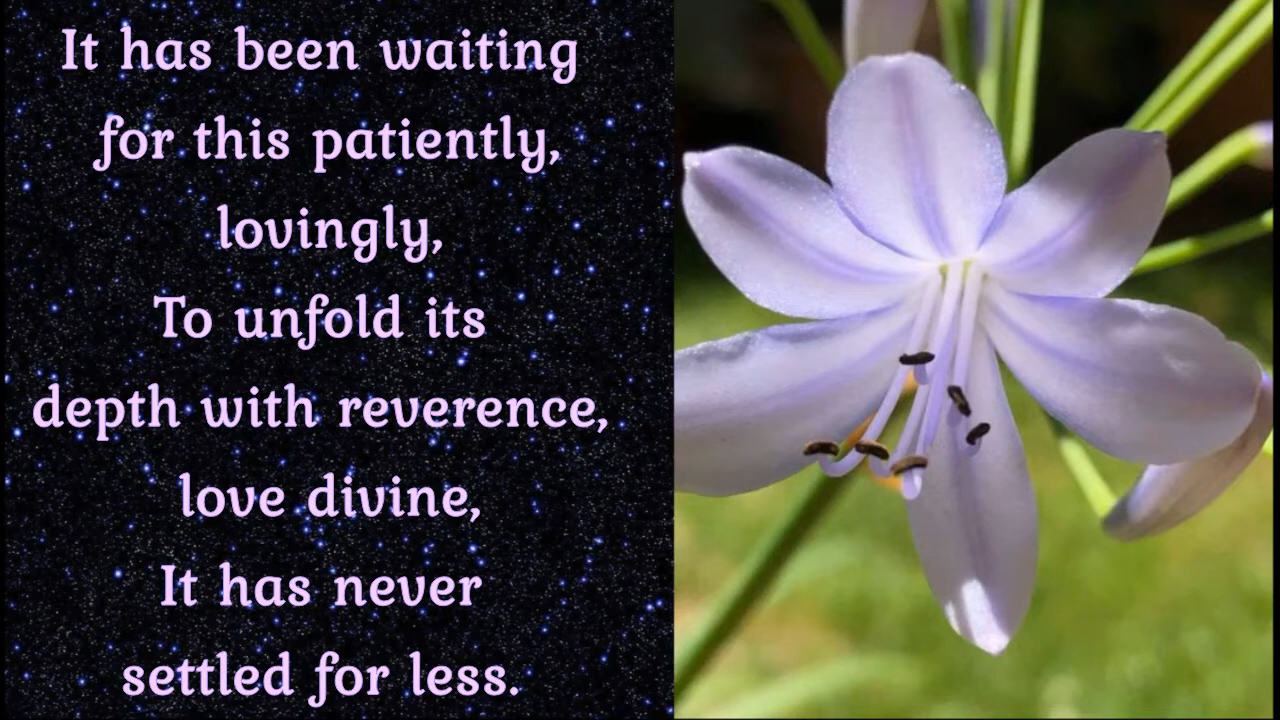 It has been waiting
for this patiently,
lovingly,
To unfold its
depth with reverence,
love divine,
It has never
settled for less.